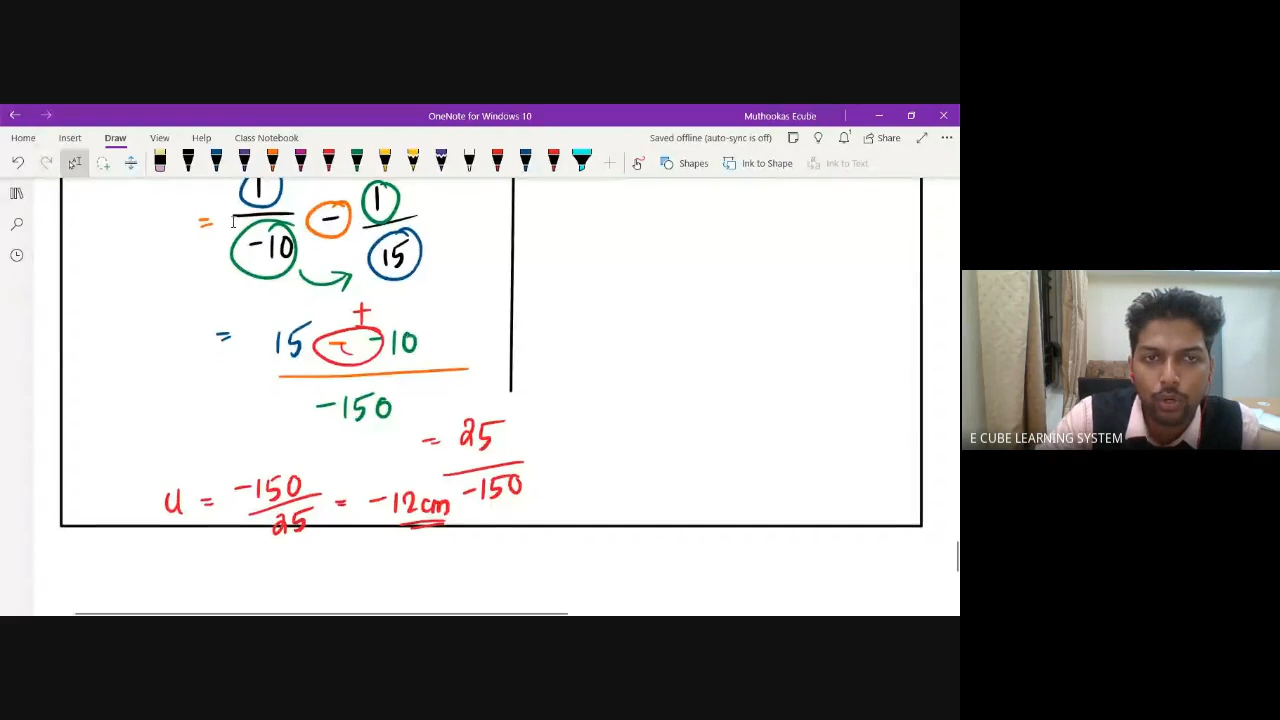 OneNote for Windows 10
Muthookas Ecube
Home Insert Draw View Help Class Notebook
Saved offline (auto-sync is off)
Share
Shapes Ink to Shape Ink to Text
= 1 - 1
-10 15
+
= 15 - -10
-150
= 25
-150
u = -150 = -12cm
25
E CUBE LEARNING SYSTEM